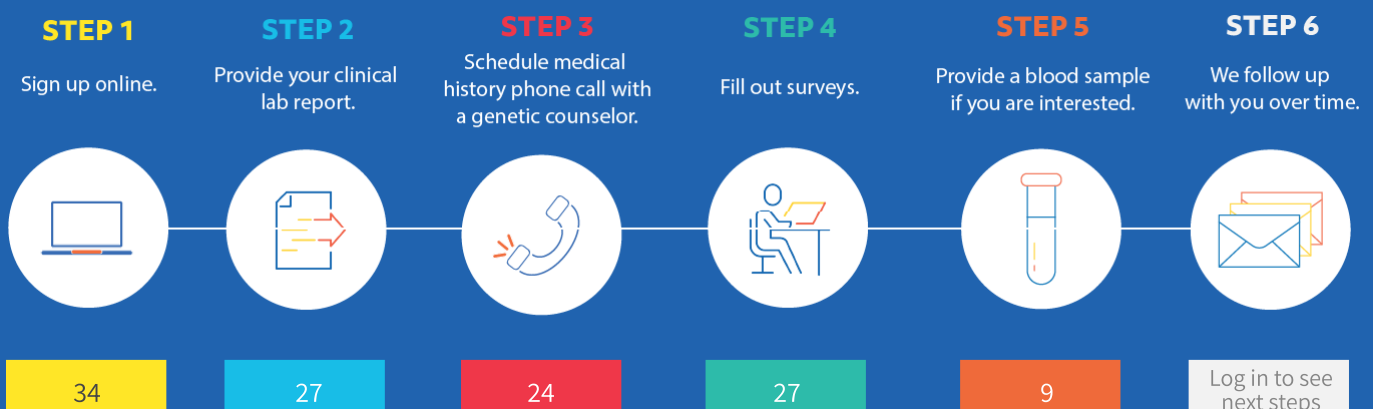 STEP 1
Sign up online.
STEP 2
Provide your clinical
lab report.
STEP 3
Schedule medical
history phone call with
a genetic counselor.
STEP 4
Fill out surveys.
STEP 5
Provide a blood sample
if you are interested.
STEP 6
We follow up
with you over time.
34
27
24
27
9
Log in to see
next steps